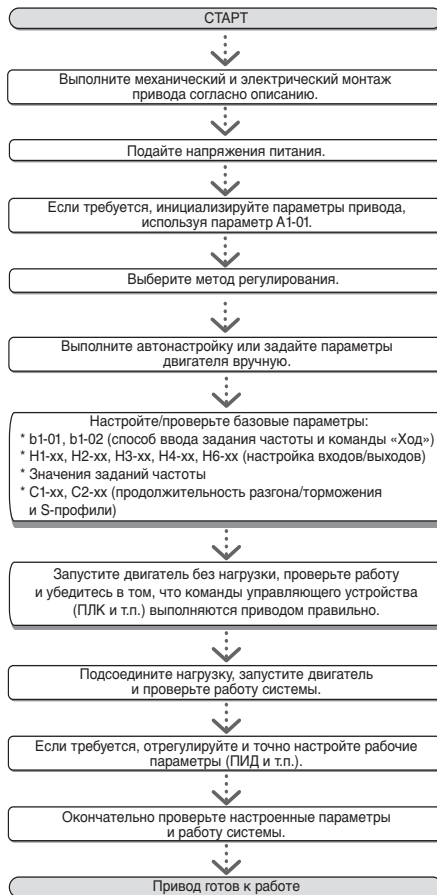 СТАРТ
Выполните механический и электрический монтаж
привода согласно описанию.
Подайте напряжения питания.
Если требуется, инициализируйте параметры привода,
используя параметр A1-01.
Выберите метод регулирования.
Выполните автонастройку или задайте параметры
двигателя вручную.
Настройте/проверьте базовые параметры:
* b1-01, b1-02 (способ ввода задания частоты и команды «Ход»)
* H1-xx, H2-xx, H3-xx, H4-xx, H6-xx (настройка входов/выходов)
* Значения заданий частоты
* C1-xx, C2-xx (продолжительность разгона/торможения
и S-профили)
Запустите двигатель без нагрузки, проверьте работу
и убедитесь в том, что команды управляющего устройства
(ПЛК и т.п.) выполняются приводом правильно.
Подсоедините нагрузку, запустите двигатель
и проверьте работу системы.
Если требуется, отрегулируйте и точно настройте рабочие
параметры (ПИД и т.п.).
Окончательно проверьте настроенные параметры
и работу системы.
Привод готов к работе